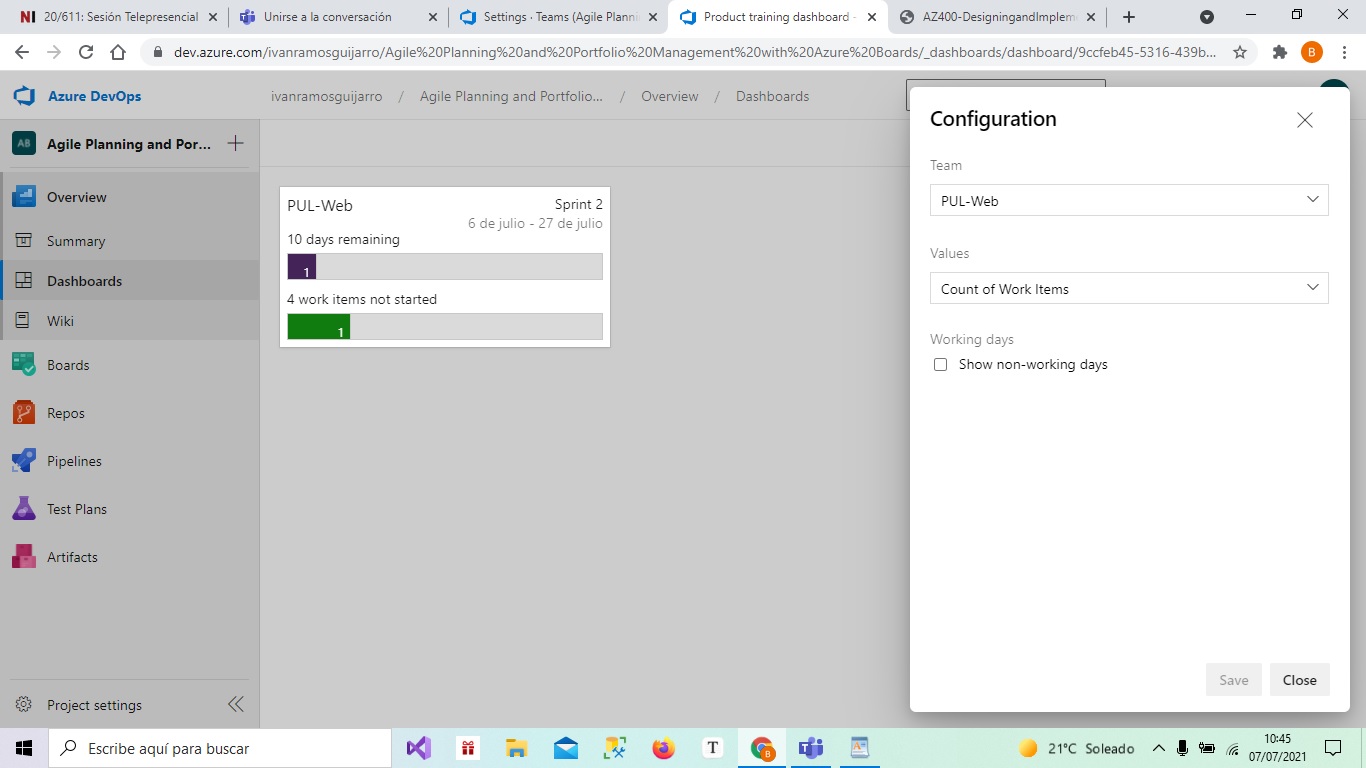 20/611: Sesión Telepresencial
Unirse a la conversación
Settings · Teams (Agile Planni
Product training dashboard -
AZ400-DesigningandImplem
dev.azure.com/ivanramosguijarro/Agile%20Planning%20and%20Portfolio%20Management%20with%20Azure%20Boards/_dashboards/dashboard/9ccfeb45-5316-439b...
B
Azure DevOps
ivanramosguijarro / Agile Planning and Portfolio... / Overview / Dashboards
AB
Agile Planning and Por...
Overview
Summary
Dashboards
Wiki
Boards
Repos
Pipelines
Test Plans
Artifacts
Project settings
PUL-Web
Sprint 2
6 de julio - 27 de julio
10 days remaining
1
4 work items not started
1
Configuration
Team
PUL-Web
Values
Count of Work Items
Working days
Show non-working days
Save
Close
Escribe aquí para buscar
T
B
21°C Soleado
10:45
07/07/2021